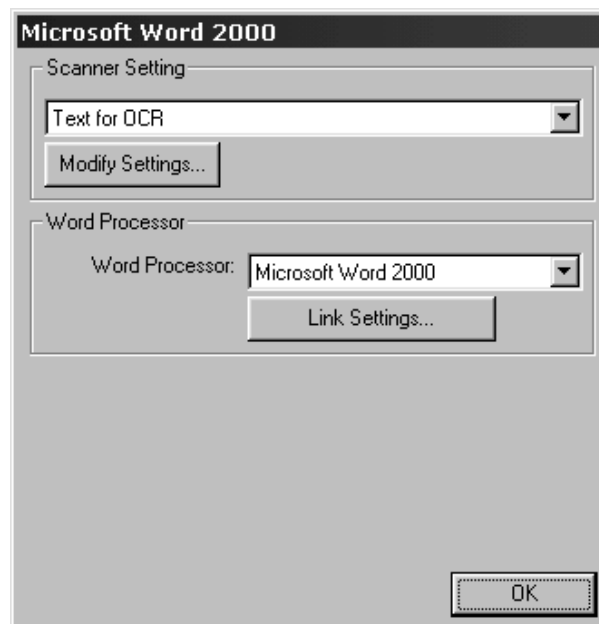 Microsoft Word 2000
Scanner Setting
Text for OCR
Modify Settings...
Word Processor
Word Processor: Microsoft Word 2000
Link Settings...
OK